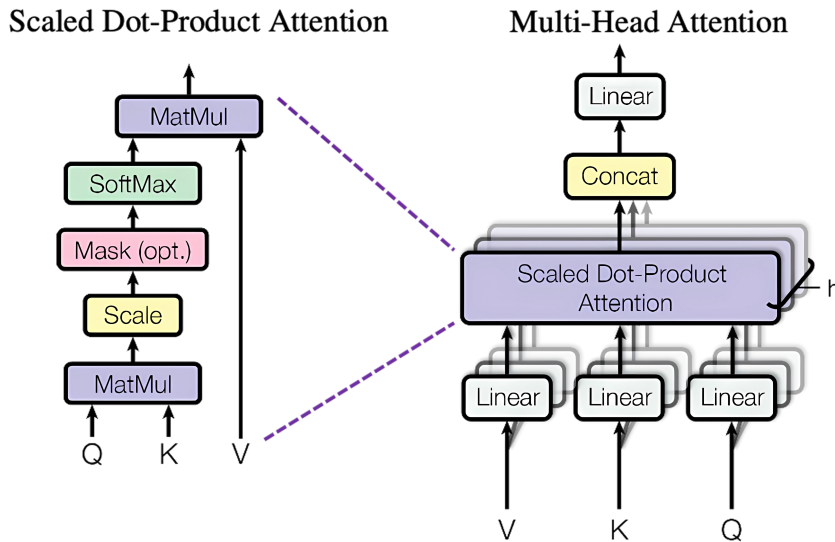 Scaled Dot-Product Attention
MatMul
SoftMax
Mask (opt.)
Scale
MatMul
Q K V
Multi-Head Attention
Linear
Concat
Scaled Dot-Product
Attention
h
Linear Linear Linear
V K Q